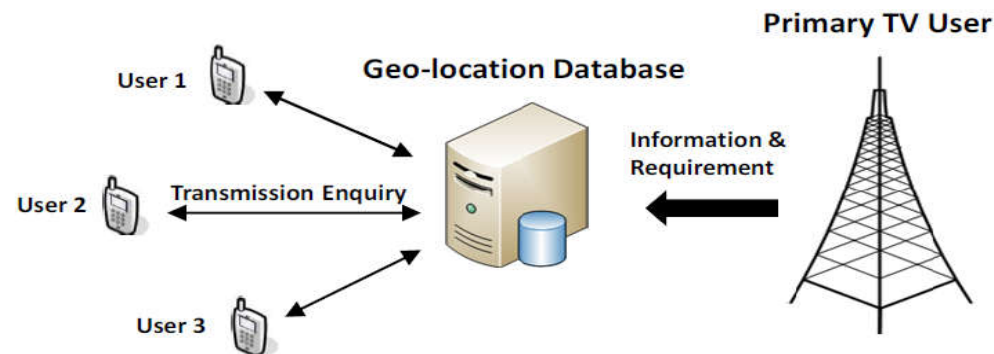 Primary TV User
User 1
Geo-location Database
Information &
Requirement
User 2
Transmission Enquiry
User 3